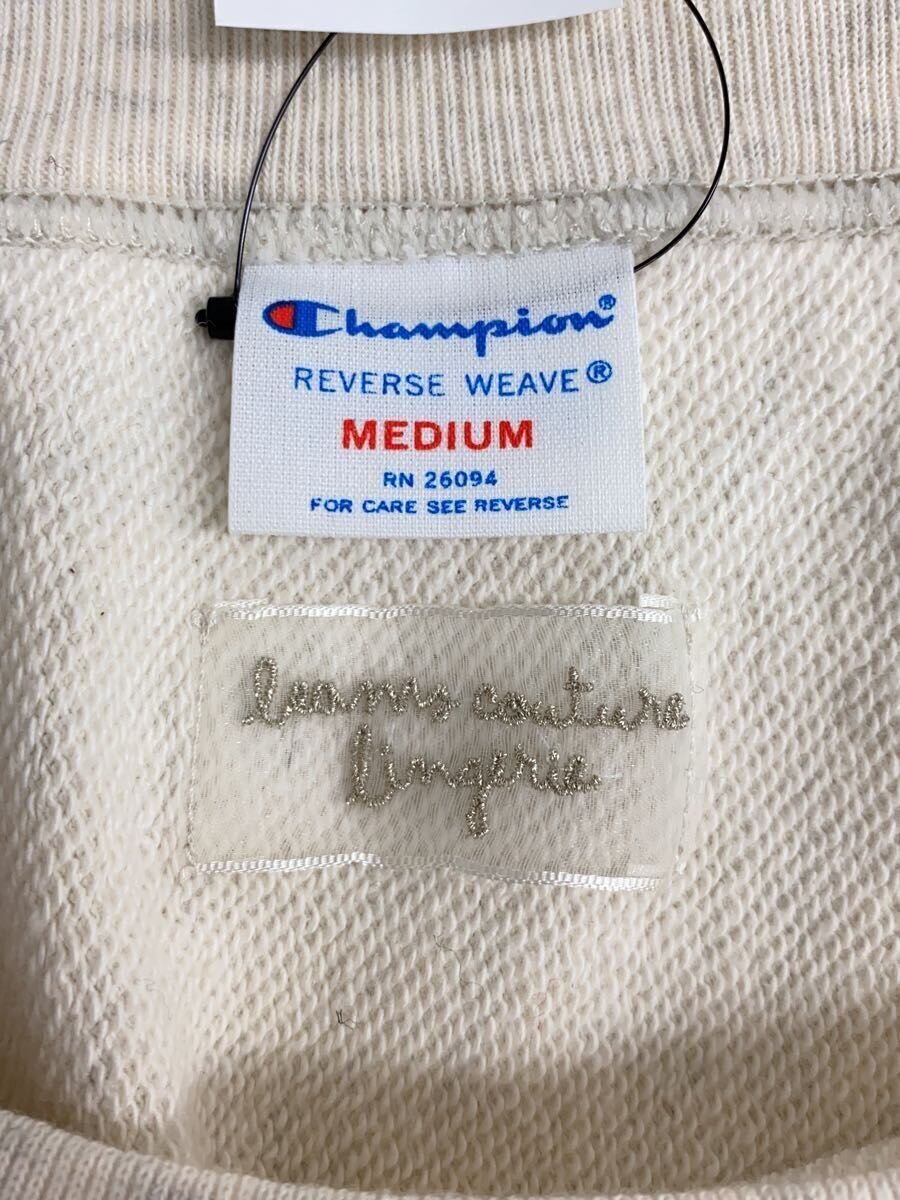 Champion®
REVERSE WEAVE®
MEDIUM
RN 26094
FOR CARE SEE REVERSE
beams couture
lingerie